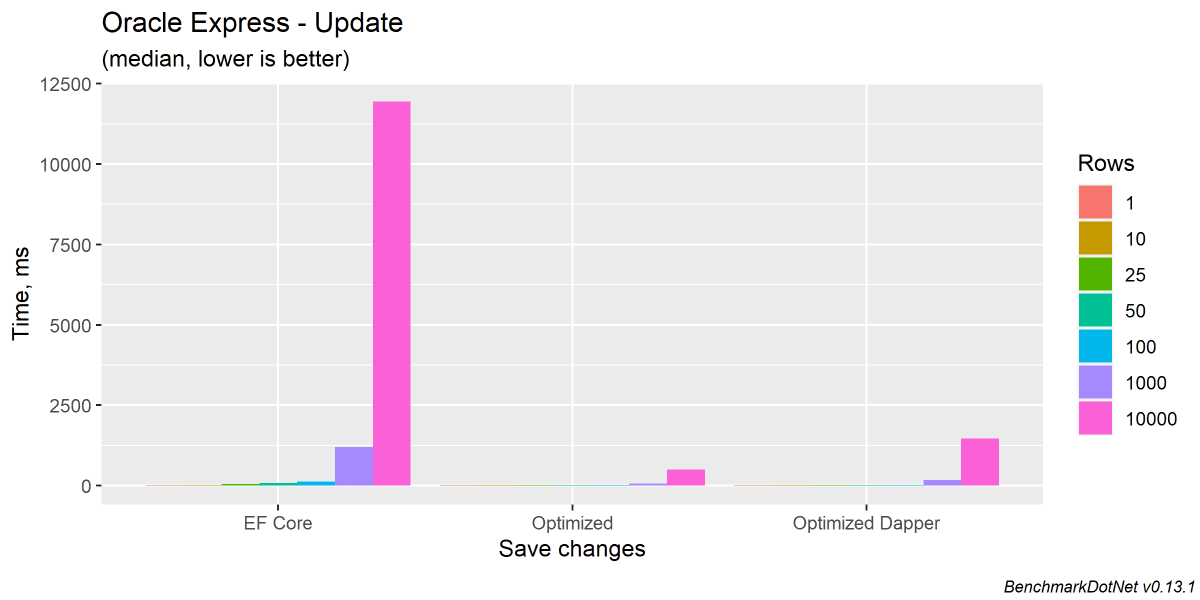 Oracle Express - Update
(median, lower is better)
12500
10000
7500
5000
2500
0
Time, ms
EF Core
Optimized
Optimized Dapper
Save changes
Rows
1
10
25
50
100
1000
10000
BenchmarkDotNet v0.13.1